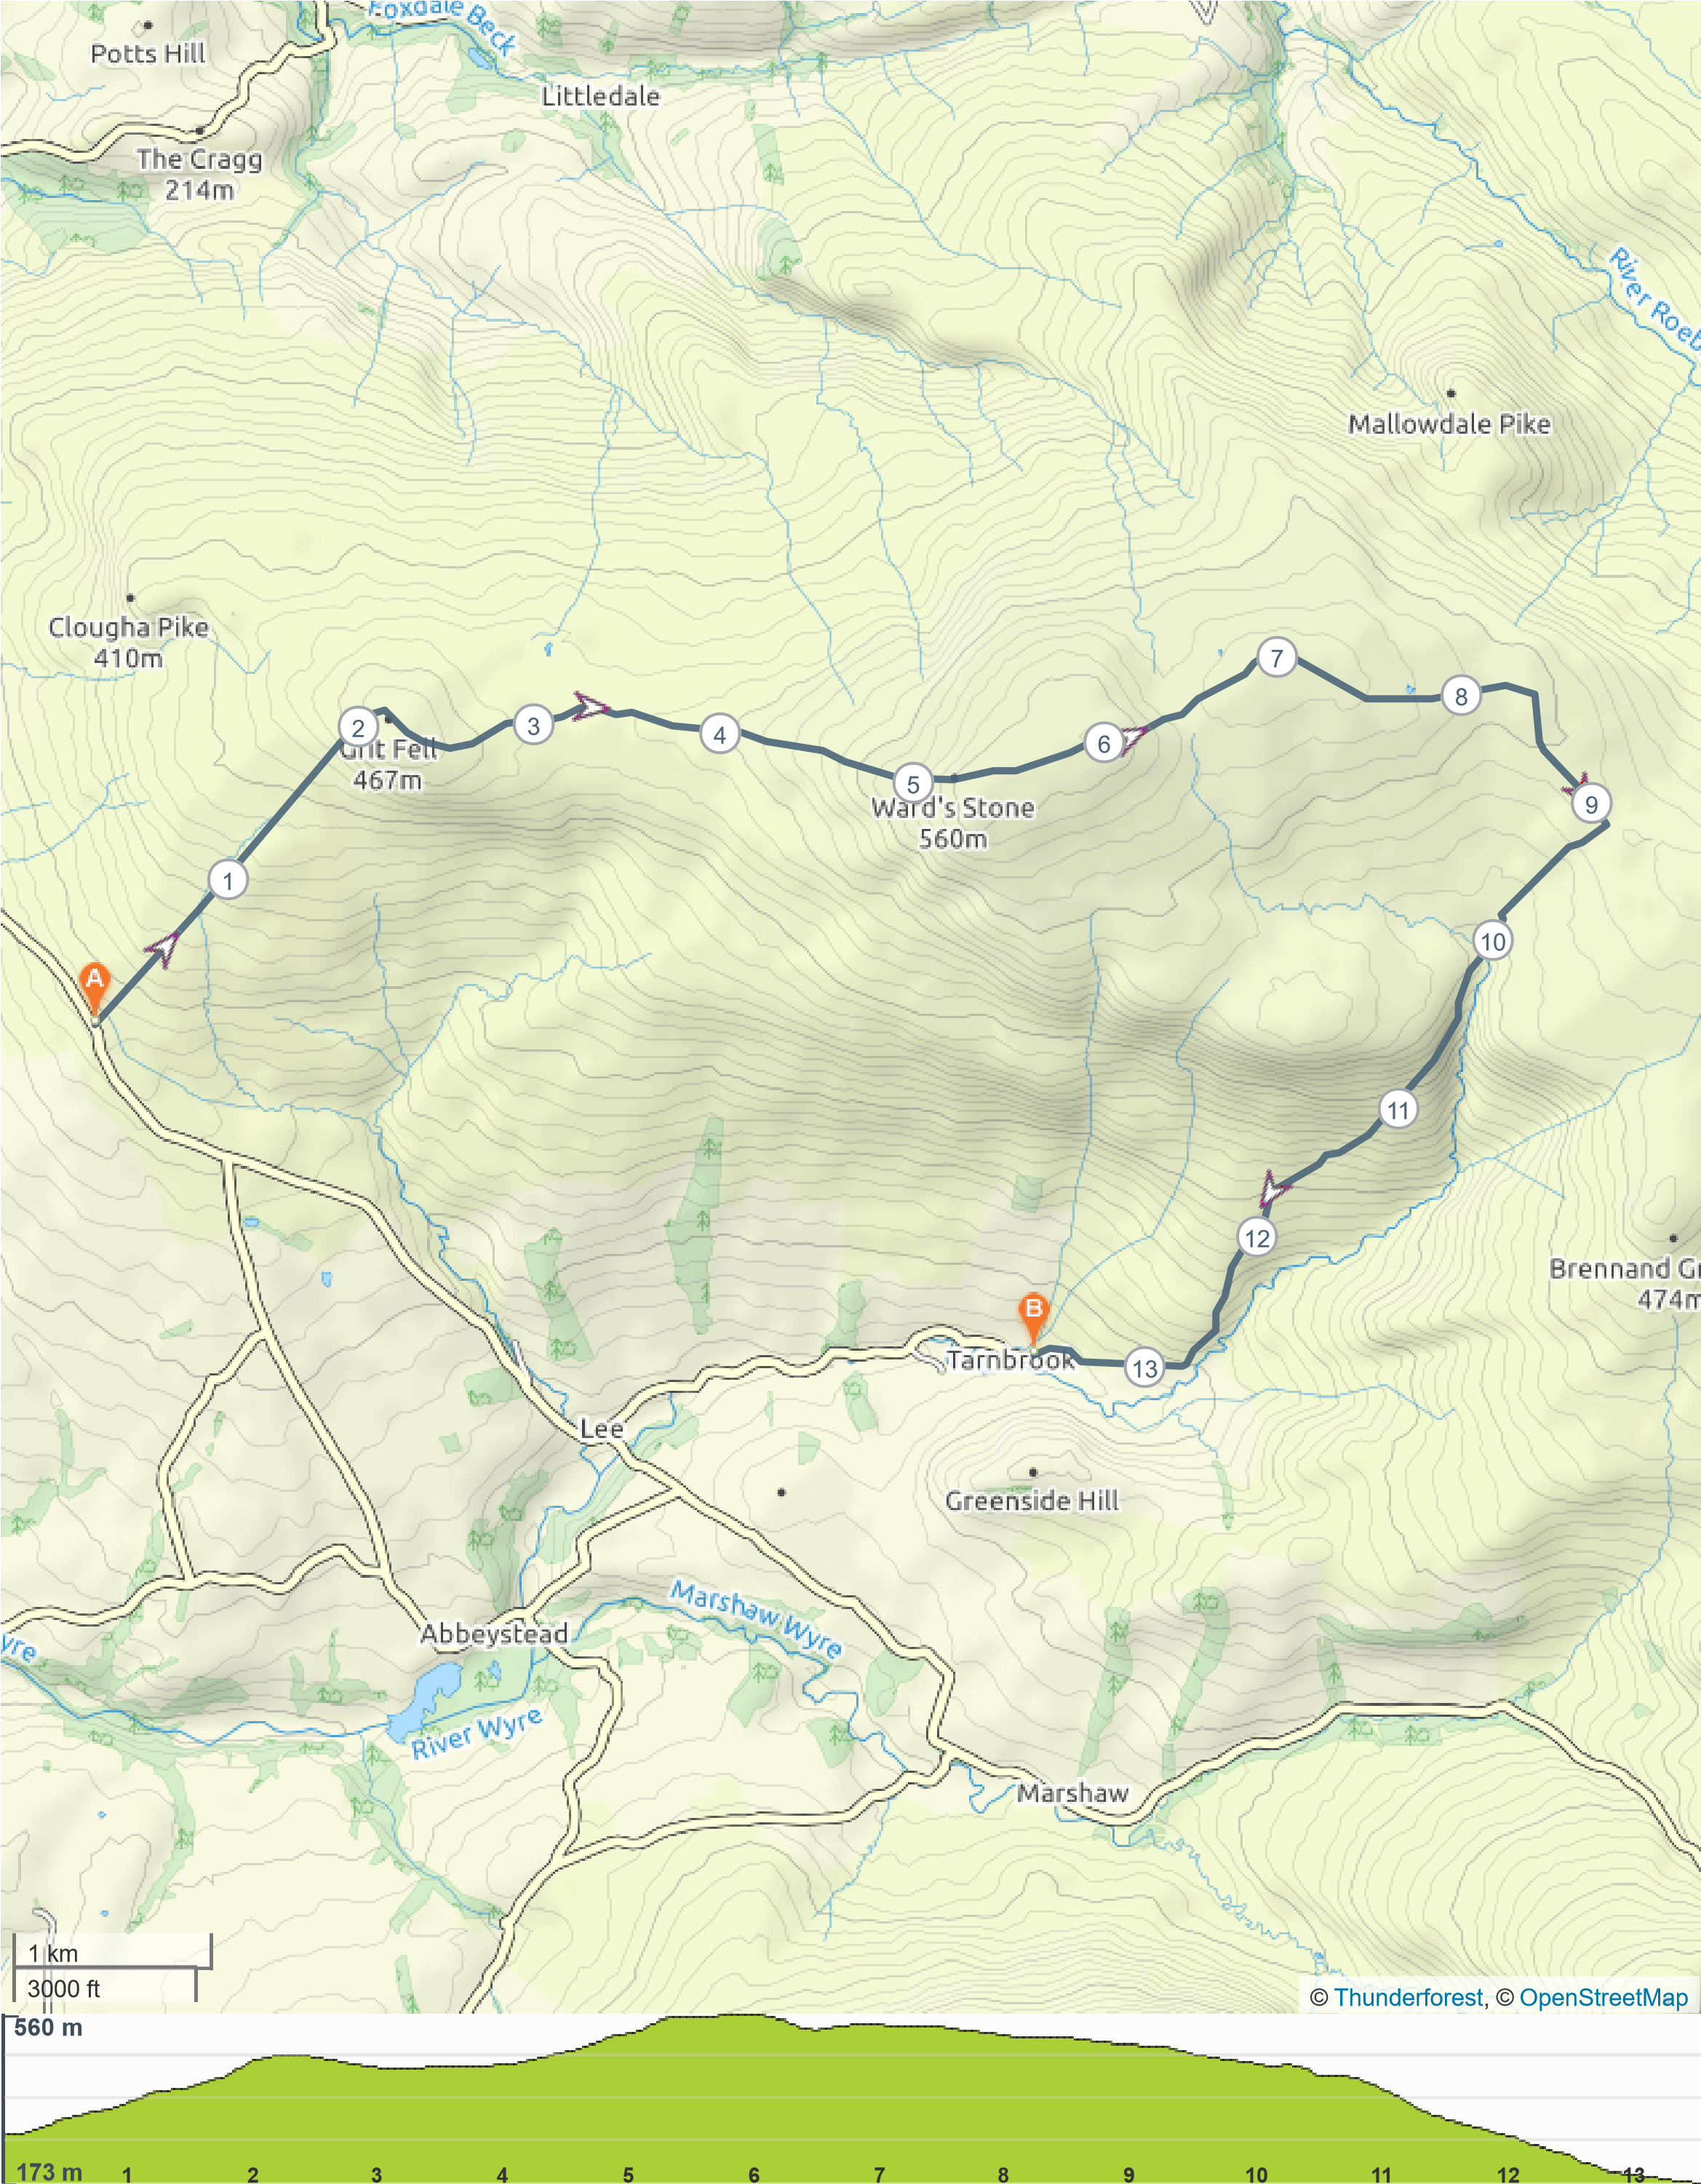 Foxdale Beck
Potts Hill
Littledale
The Cragg
214m
River Roeb
Mallowdale Pike
Clougha Pike
410m
7
8
2
3
4
Grit Fell
467m
6
5
9
Ward's Stone
560m
1
10
A
11
12
Brennand Gr
474m
B
Tarnbrook
13
Lee
Greenside Hill
Marshaw Wyre
Abbeystead
yre
River Wyre
Marshaw
1 km
3000 ft
© Thunderforest, © OpenStreetMap
560 m
173 m
1 2 3 4 5 6 7 8 9 10 11 12 13